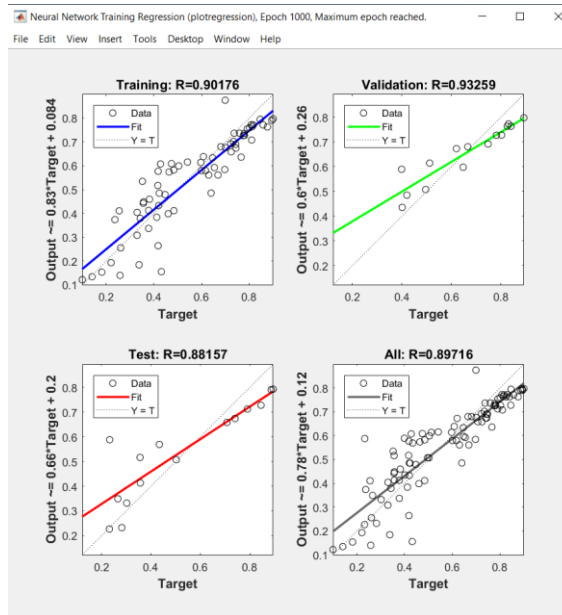 Neural Network Training Regression (plotregression), Epoch 1000, Maximum epoch reached.
File Edit View Insert Tools Desktop Window Help
Training: R=0.90176
Output ~= 0.83*Target + 0.084
0.8
0.7
0.6
0.5
0.4
0.3
0.2
0.1
Data
Fit
Y = T
0.2 0.4 0.6 0.8
Target
Validation: R=0.93259
Output ~= 0.6*Target + 0.26
0.8
0.7
0.6
0.5
0.4
0.3
0.2
Data
Fit
Y = T
0.2 0.4 0.6 0.8
Target
Test: R=0.88157
Output ~= 0.66*Target + 0.2
0.8
0.7
0.6
0.5
0.4
0.3
0.2
Data
Fit
Y = T
0.2 0.4 0.6 0.8
Target
All: R=0.89716
Output ~= 0.78*Target + 0.12
0.8
0.7
0.6
0.5
0.4
0.3
0.2
0.1
Data
Fit
Y = T
0.2 0.4 0.6 0.8
Target